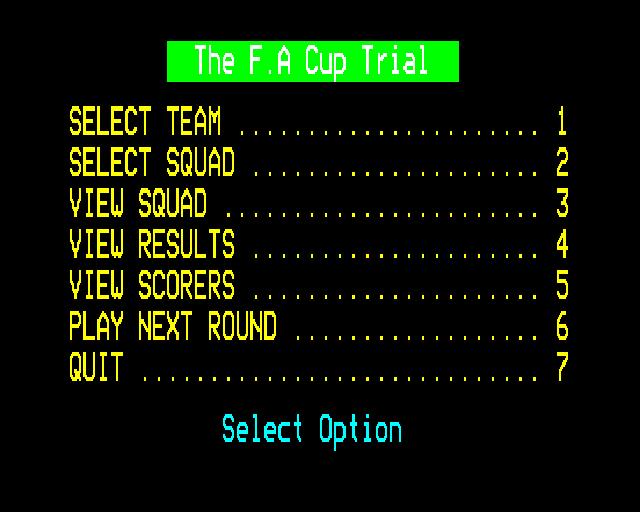 The F.A Cup Trial
SELECT TEAM ...................... 1
SELECT SQUAD ..................... 2
VIEW SQUAD ....................... 3
VIEW RESULTS ..................... 4
VIEW SCORERS ..................... 5
PLAY NEXT ROUND .................. 6
QUIT ............................. 7
Select Option